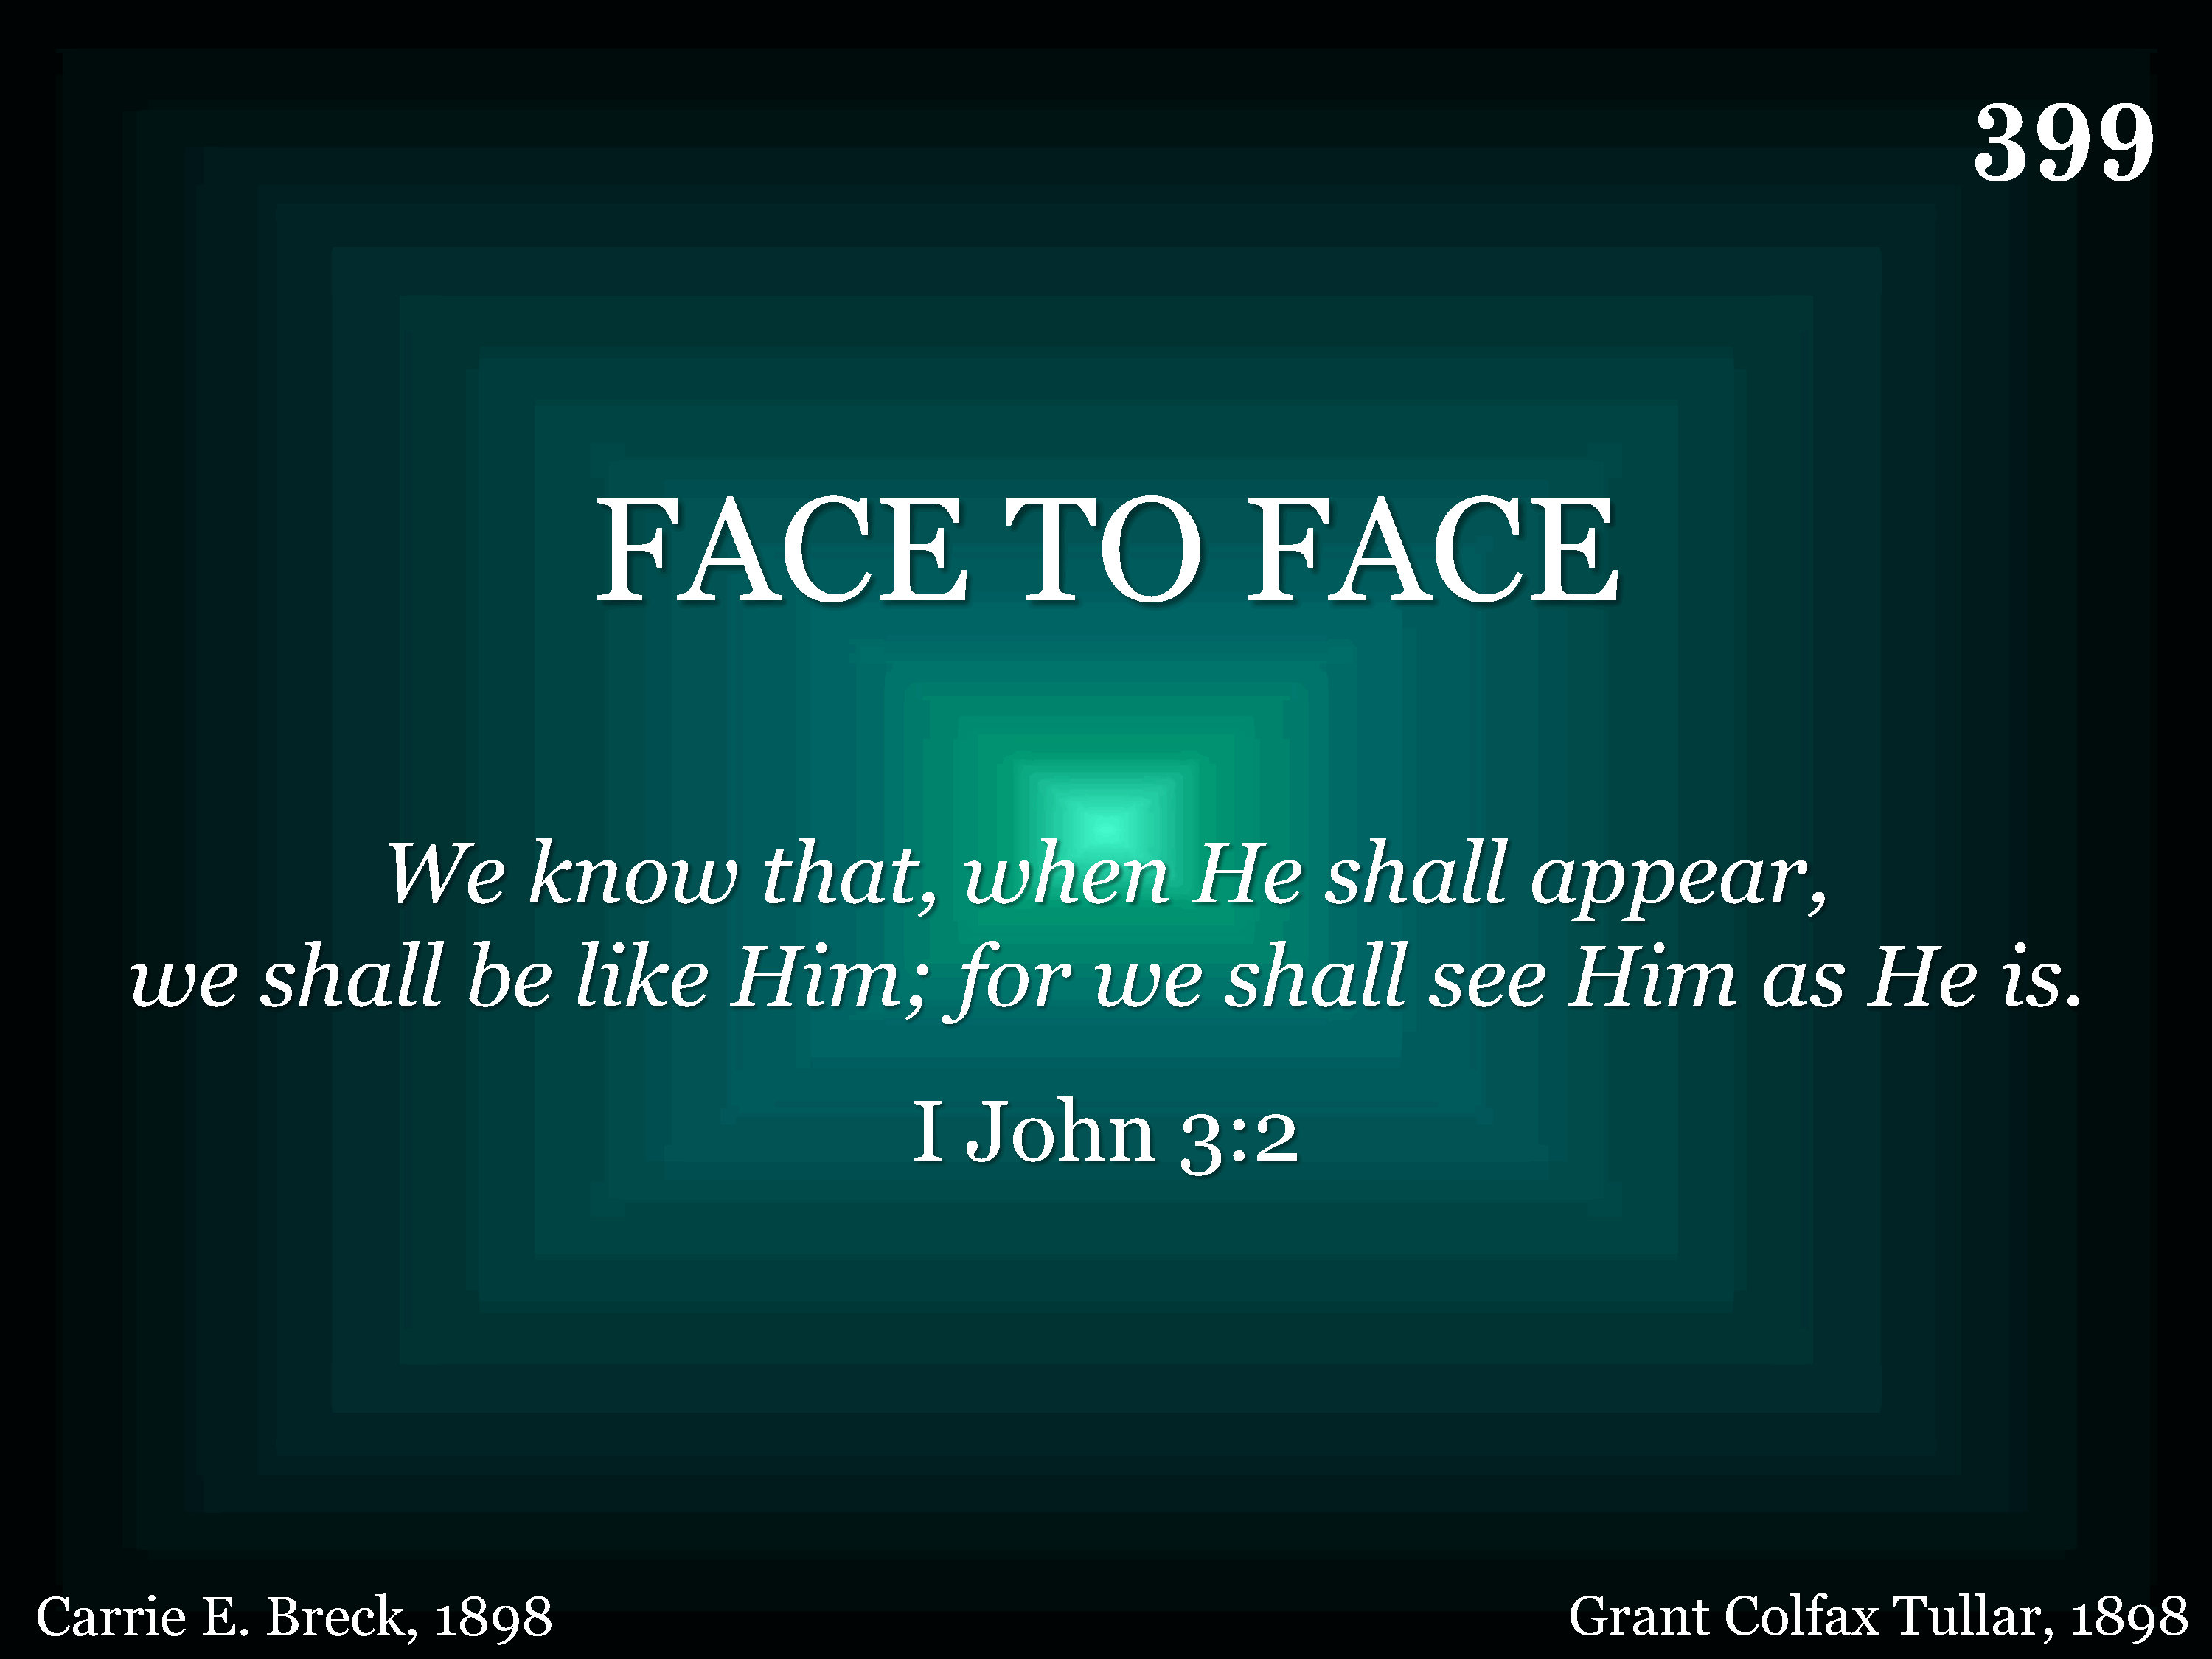 399
FACE TO FACE
We know that, when He shall appear,
we shall be like Him; for we shall see Him as He is.
I John 3:2
Carrie E. Breck, 1898
Grant Colfax Tullar, 1898